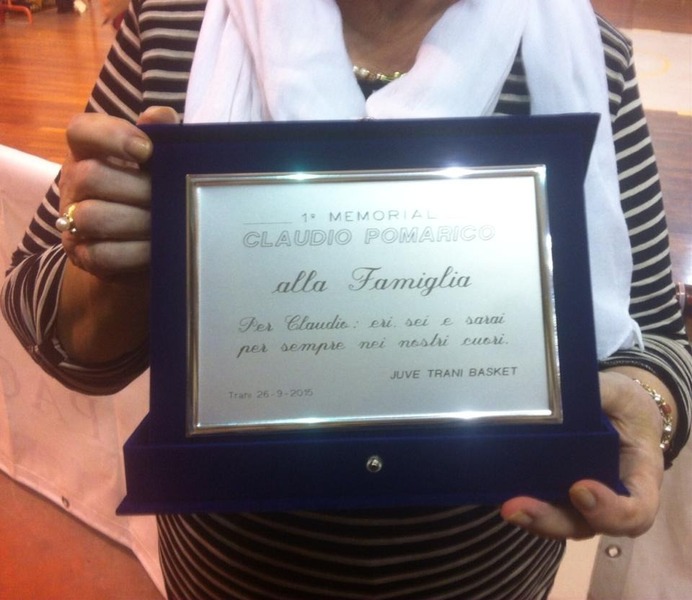 1° MEMORIAL
CLAUDIO POMARICO
alla Famiglia
Per Claudio: eri, sei e sarai
per sempre nei nostri cuori.
JUVE TRANI BASKET
Trani 26-9-2015